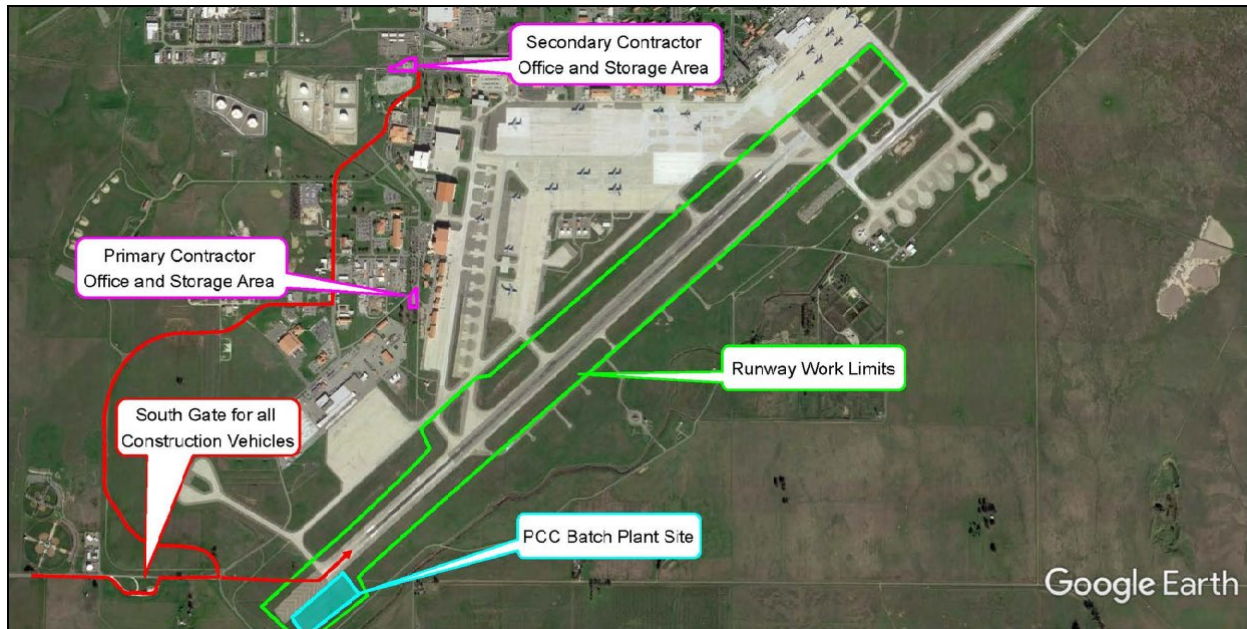 Secondary Contractor
Office and Storage Area
Primary Contractor
Office and Storage Area
Runway Work Limits
South Gate for all
Construction Vehicles
PCC Batch Plant Site
Google Earth